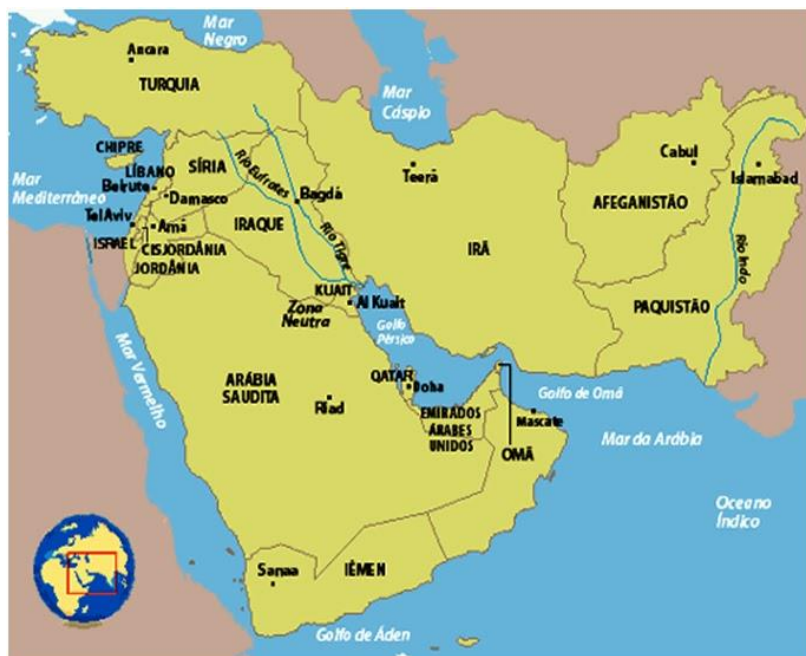 Mar
Negro
Ancara
TURQUIA
Mar
Cáspio
CHIPRE
LÍBANO
SÍRIA
Rio Eufrates
Cabul
Teerã
Islamabad
Mar
Mediterrâneo
Beirute
Damasco
Bagdá
AFEGANISTÃO
Tel Aviv
Amã
IRAQUE
Rio Tigre
IRÃ
Rio Indo
ISRAEL
CISJORDÂNIA
JORDÂNIA
KUAIT
Al Kuait
PAQUISTÃO
Zona
Neutra
Golfo
Pérsico
Mar Vermelho
ARÁBIA
SAUDITA
QATAR
Doha
Golfo de Omã
Riad
EMIRADOS
ÁRABES
UNIDOS
Mascate
OMÃ
Mar da Arábia
Oceano
Índico
Sanaa
IÊMEN
Golfo de Áden